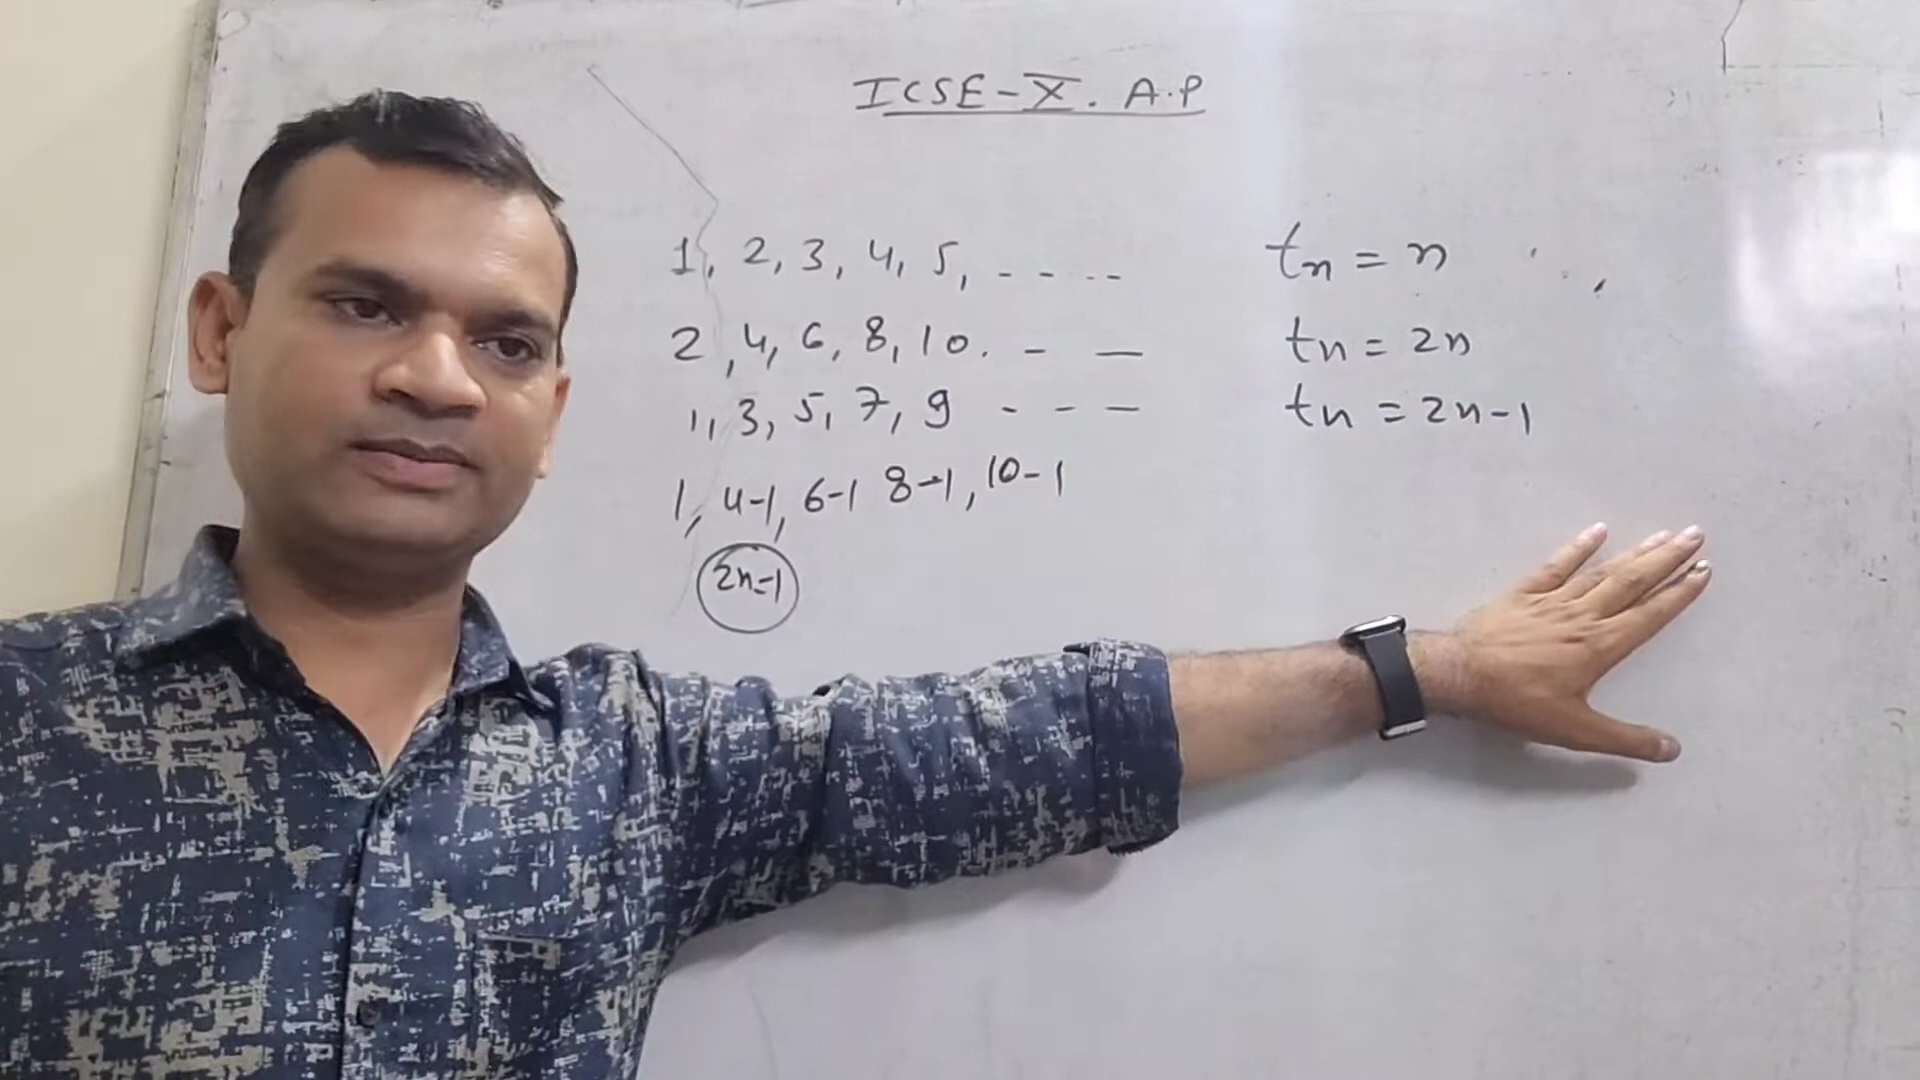 ICSE-X. A.P
1, 2, 3, 4, 5, - - - - tn = n
2, 4, 6, 8, 10. - — tn = 2n
1, 3, 5, 7, 9 - - — tn = 2n-1
1, 4-1, 6-1 8-1, 10-1
2n-1